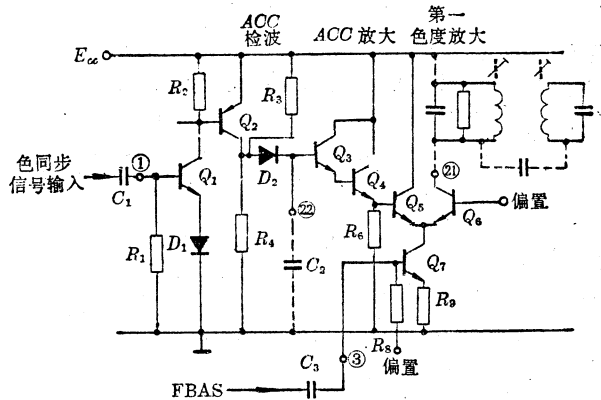 ACC
检波
ACC 放大
第一
色度放大
Ecc
R2
R3
Q2
Q3
色同步
信号输入
①
Q1
D2
Q4
㉑
C1
Q5
Q6
偏置
㉒
D1
R1
R4
C2
R6
Q7
R9
R8
③
偏置
C3
FBAS